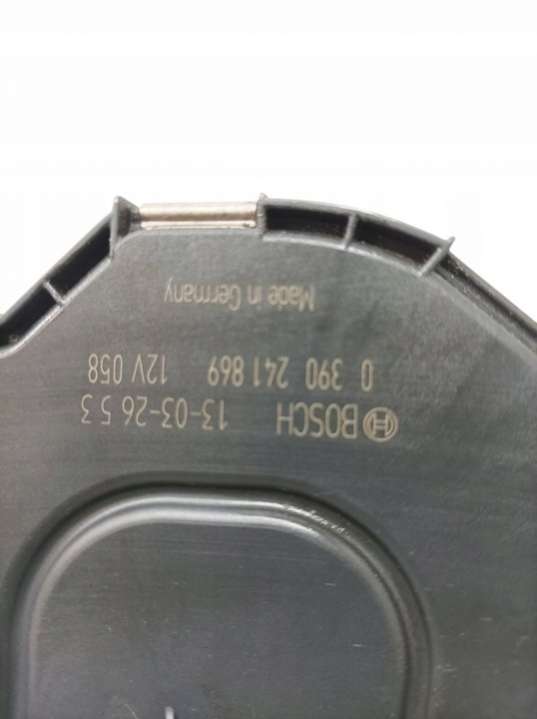 BOSCH 13-03-26 5 3
0 390 241 869 12V 058
Made in Germany